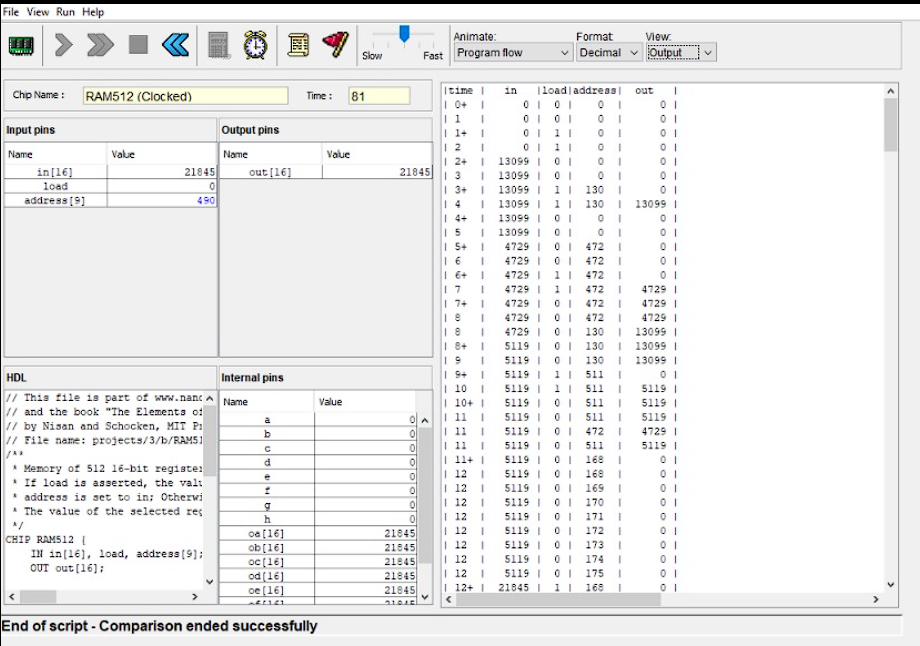 File View Run Help
Slow Fast
Animate: Format: View:
Program flow Decimal Output
Chip Name : RAM512 (Clocked) Time : 81
Input pins
Name Value
in[16] 21845
load 0
address[9] 490
Output pins
Name Value
out[16] 21845
HDL
// This file is part of www.nand
// and the book "The Elements of
// by Nisan and Schocken, MIT Pr
// File name: projects/3/b/RAM51
/**
* Memory of 512 16-bit register
* If load is asserted, the valu
* address is set to in; Otherwi
* The value of the selected reg
*/
CHIP RAM512 {
IN in[16], load, address[9];
OUT out[16];
Internal pins
Name Value
a 0
b 0
c 0
d 0
e 0
f 0
g 0
h 0
oa[16] 21845
ob[16] 21845
oc[16] 21845
od[16] 21845
oe[16] 21845
of[16] 21845
|time | in |load|address| out |
| 0+ | 0 | 0 | 0 | 0 |
| 1 | 0 | 0 | 0 | 0 |
| 1+ | 0 | 1 | 0 | 0 |
| 2 | 0 | 1 | 0 | 0 |
| 2+ | 13099 | 0 | 0 | 0 |
| 3 | 13099 | 0 | 0 | 0 |
| 3+ | 13099 | 1 | 130 | 0 |
| 4 | 13099 | 1 | 130 | 13099 |
| 4+ | 13099 | 0 | 0 | 0 |
| 5 | 13099 | 0 | 0 | 0 |
| 5+ | 4729 | 0 | 472 | 0 |
| 6 | 4729 | 0 | 472 | 0 |
| 6+ | 4729 | 1 | 472 | 0 |
| 7 | 4729 | 1 | 472 | 4729 |
| 7+ | 4729 | 0 | 472 | 4729 |
| 8 | 4729 | 0 | 472 | 4729 |
| 8 | 4729 | 0 | 130 | 13099 |
| 8+ | 5119 | 0 | 130 | 13099 |
| 9 | 5119 | 0 | 130 | 13099 |
| 9+ | 5119 | 1 | 511 | 0 |
| 10 | 5119 | 1 | 511 | 5119 |
| 10+ | 5119 | 0 | 511 | 5119 |
| 11 | 5119 | 0 | 511 | 5119 |
| 11 | 5119 | 0 | 472 | 4729 |
| 11 | 5119 | 0 | 511 | 5119 |
| 11+ | 5119 | 0 | 168 | 0 |
| 12 | 5119 | 0 | 168 | 0 |
| 12 | 5119 | 0 | 169 | 0 |
| 12 | 5119 | 0 | 170 | 0 |
| 12 | 5119 | 0 | 171 | 0 |
| 12 | 5119 | 0 | 172 | 0 |
| 12 | 5119 | 0 | 173 | 0 |
| 12 | 5119 | 0 | 174 | 0 |
| 12 | 5119 | 0 | 175 | 0 |
| 12+ | 21845 | 1 | 168 | 0 |
End of script - Comparison ended successfully